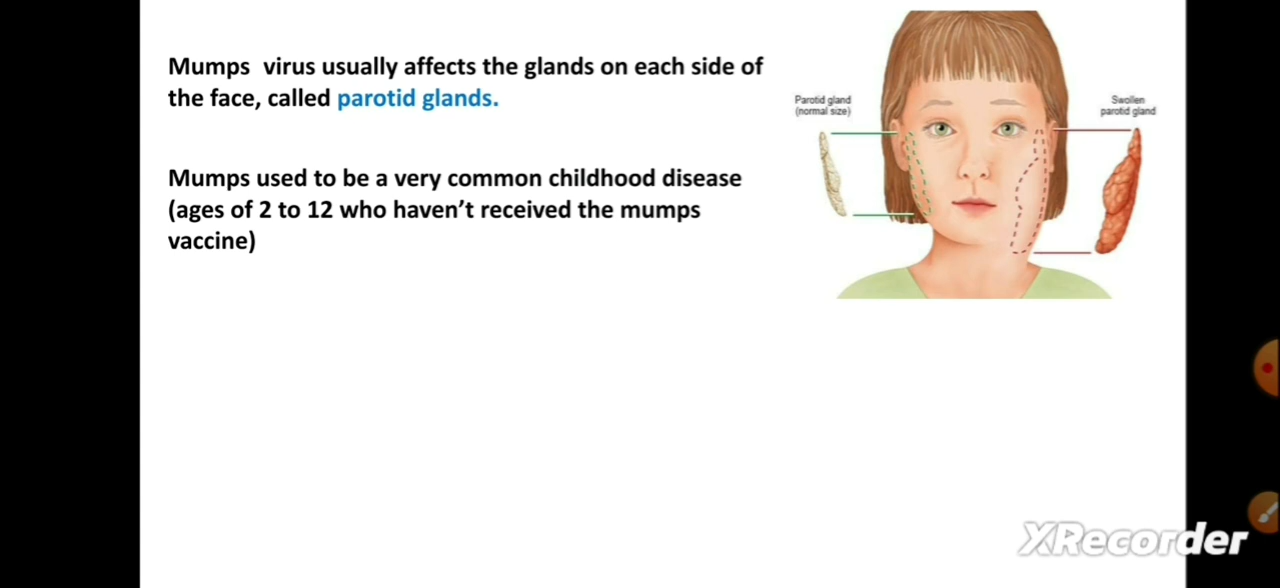 Mumps virus usually affects the glands on each side of
the face, called parotid glands.
Mumps used to be a very common childhood disease
(ages of 2 to 12 who haven’t received the mumps
vaccine)
Parotid gland
(normal size)
Swollen
parotid gland
XRecorder